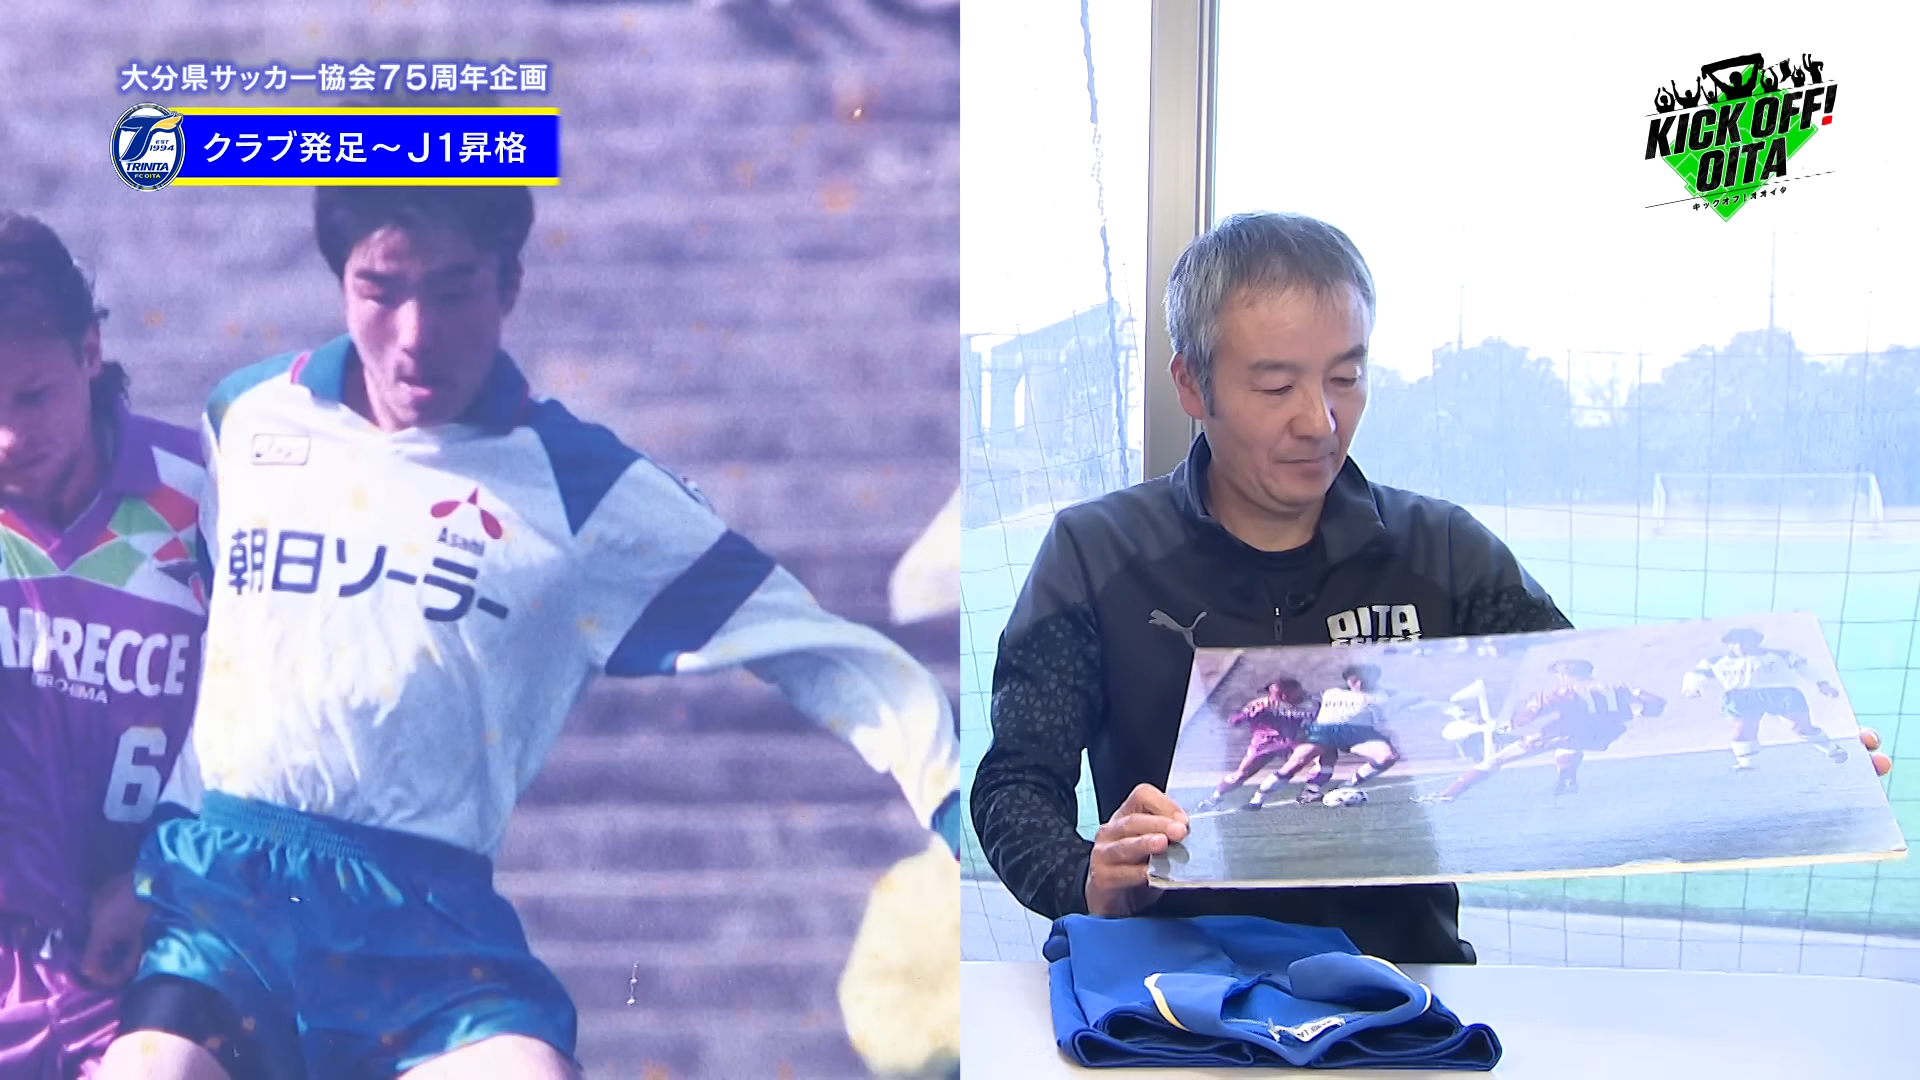 大分県サッカー協会75周年企画
クラブ発足～J1昇格
EST
1994
TRINITA
FC OITA
KICK OFF!
OITA
キックオフ!オオイタ
Asahi
朝日ソーラー
RECCE
6
OITA
11